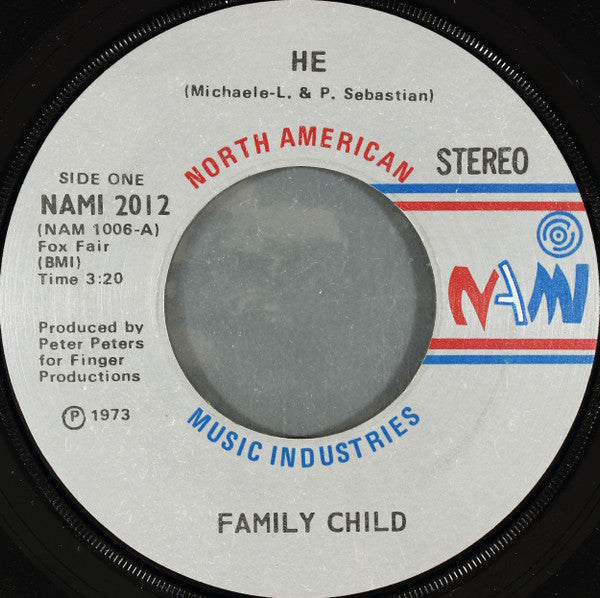 HE
(Michaele-L. & P. Sebastian)
NORTH AMERICAN
STEREO
SIDE ONE
NAMI 2012
(NAM 1006-A)
Fox Fair
(BMI)
Time 3:20
NAMI
Produced by
Peter Peters
for Finger
Productions
Ⓟ 1973
MUSIC INDUSTRIES
FAMILY CHILD